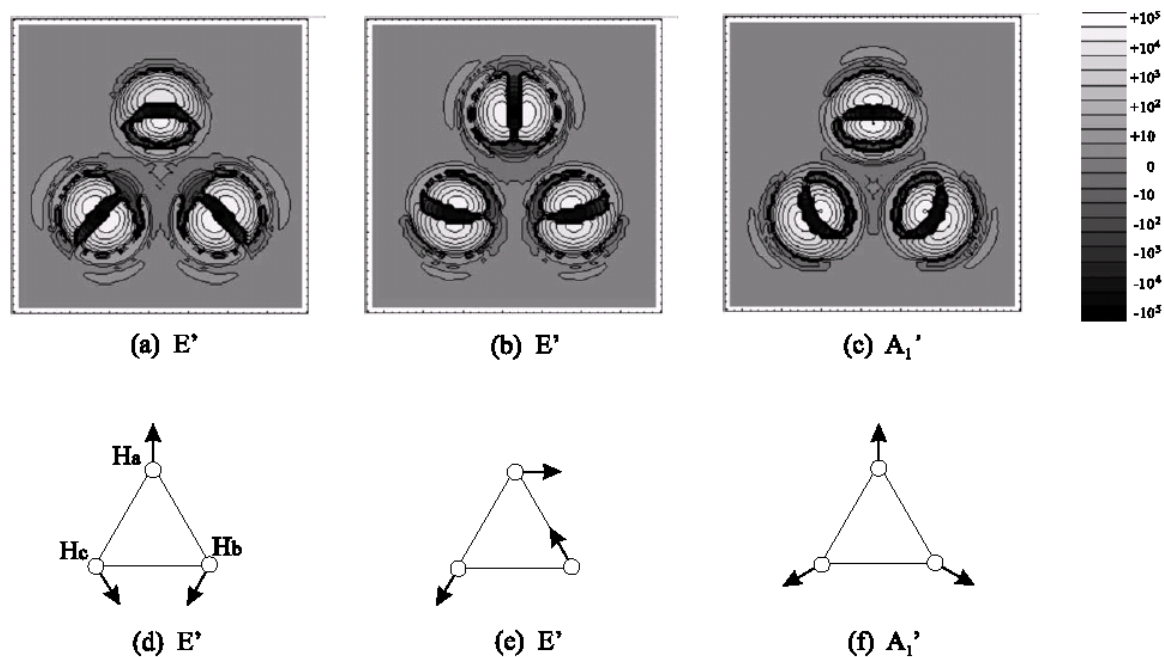 +10⁵
+10⁴
+10³
+10²
+10
0
-10
-10²
-10³
-10⁴
-10⁵
(a) E'
(b) E'
(c) A₁'
Ha
Hc
Hb
(d) E'
(e) E'
(f) A₁'